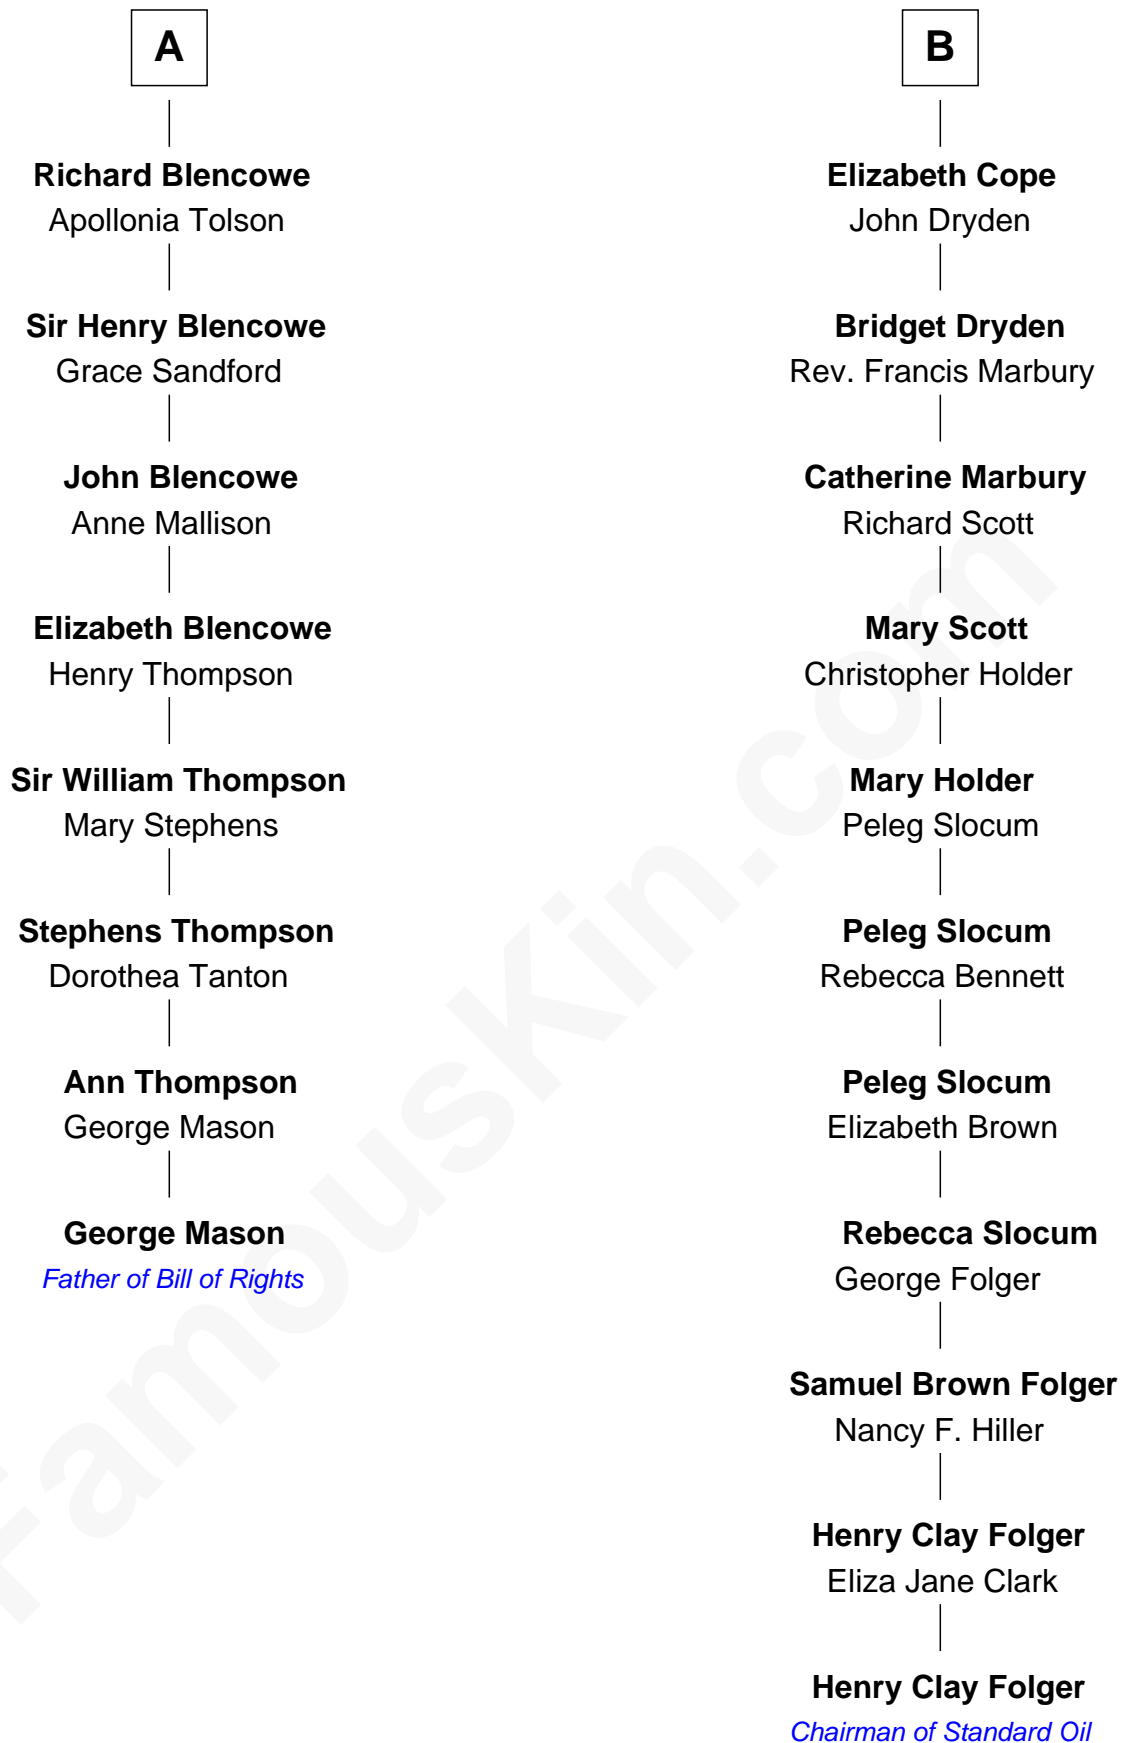 A
Richard Blencowe
Apollonia Tolson
Sir Henry Blencowe
Grace Sandford
John Blencowe
Anne Mallison
Elizabeth Blencowe
Henry Thompson
Sir William Thompson
Mary Stephens
Stephens Thompson
Dorothea Tanton
Ann Thompson
George Mason
George Mason
Father of Bill of Rights
B
Elizabeth Cope
John Dryden
Bridget Dryden
Rev. Francis Marbury
Catherine Marbury
Richard Scott
Mary Scott
Christopher Holder
Mary Holder
Peleg Slocum
Peleg Slocum
Rebecca Bennett
Peleg Slocum
Elizabeth Brown
Rebecca Slocum
George Folger
Samuel Brown Folger
Nancy F. Hiller
Henry Clay Folger
Eliza Jane Clark
Henry Clay Folger
Chairman of Standard Oil
FamousKin.com